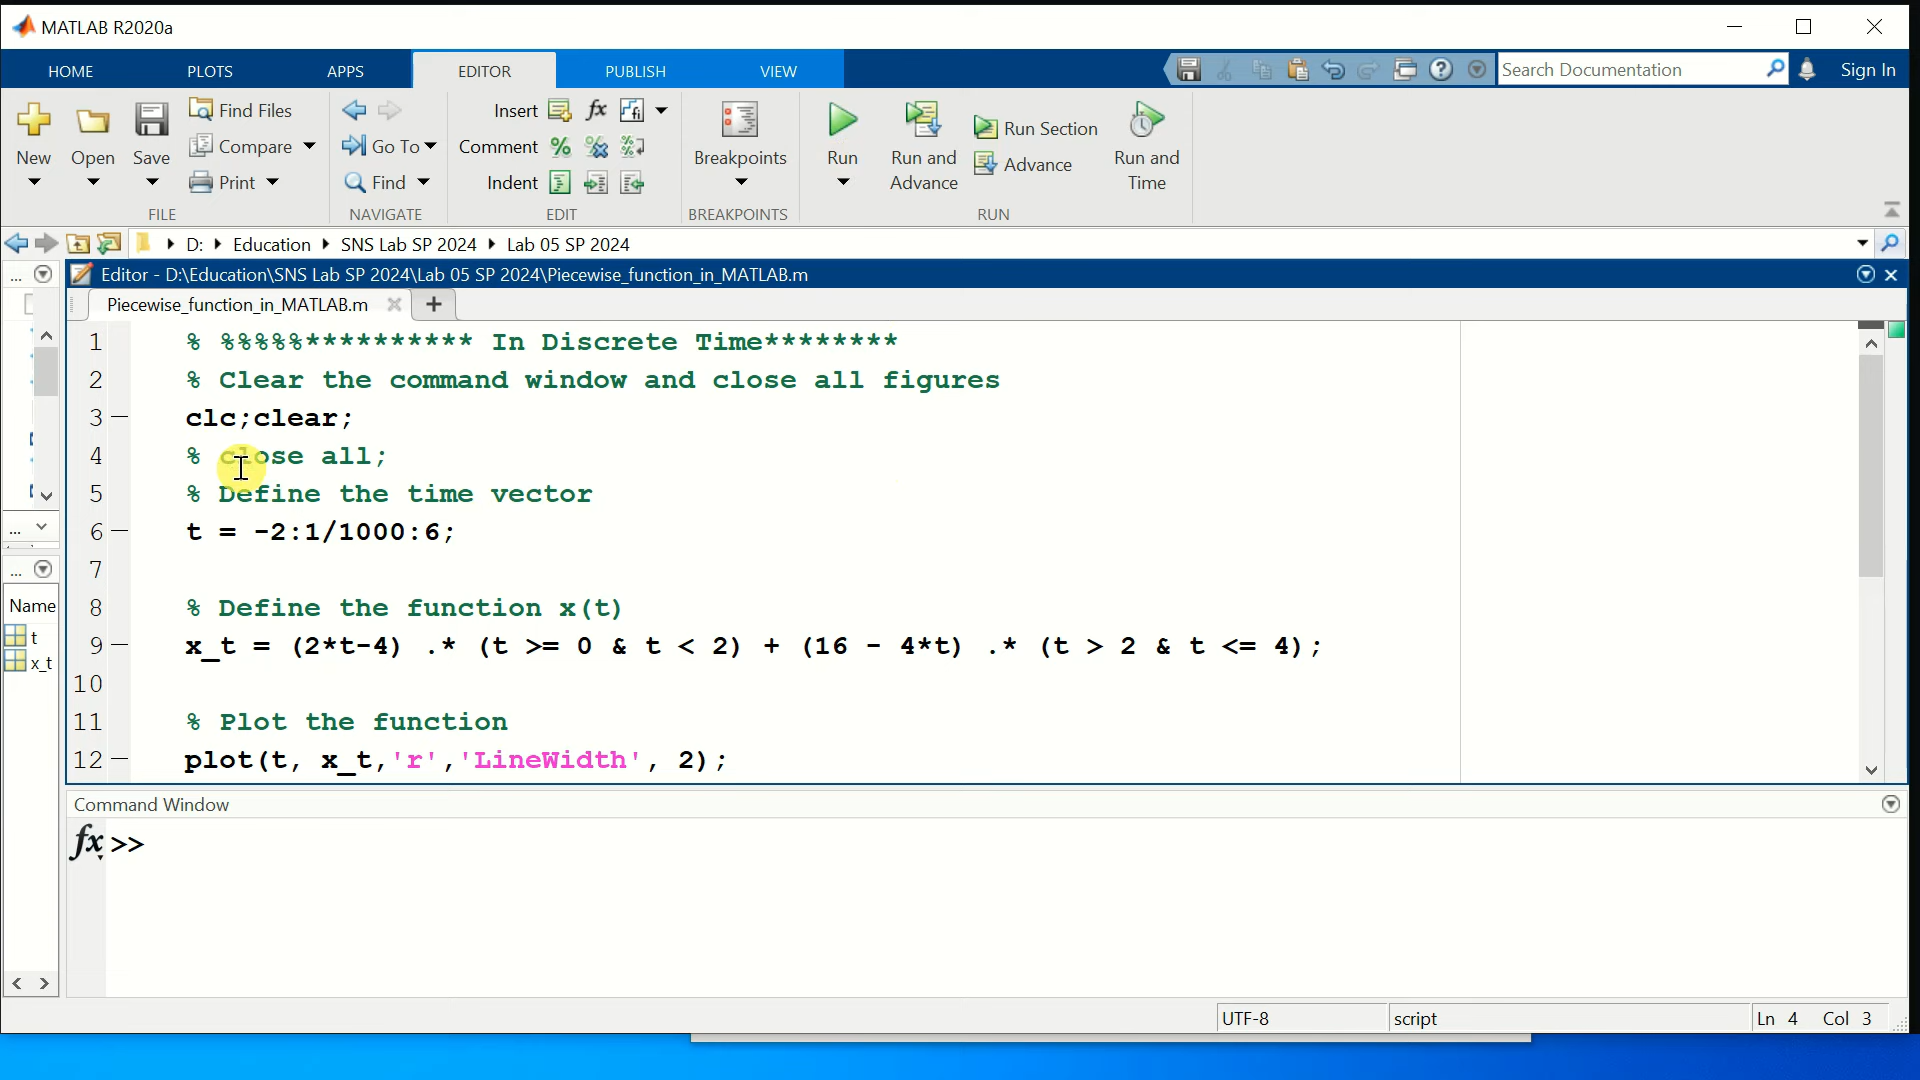 MATLAB R2020a
HOME PLOTS APPS EDITOR PUBLISH VIEW Search Documentation Sign In
New Open Save Find Files Compare Print
FILE
Go To Find
NAVIGATE
Insert fx
Comment
Indent
EDIT
Breakpoints
BREAKPOINTS
Run Run and Advance Run Section Advance Run and Time
RUN
D: Education SNS Lab SP 2024 Lab 05 SP 2024
Editor - D:\Education\SNS Lab SP 2024\Lab 05 SP 2024\Piecewise_function_in_MATLAB.m
Piecewise_function_in_MATLAB.m
1 % %%%%%********** In Discrete Time********
2 % Clear the command window and close all figures
3 clc;clear;
4 % close all;
5 % Define the time vector
6 t = -2:1/1000:6;
7
8 % Define the function x(t)
9 x_t = (2*t-4) .* (t >= 0 & t < 2) + (16 - 4*t) .* (t > 2 & t <= 4);
10
11 % Plot the function
12 plot(t, x_t,'r','LineWidth', 2);
Name
t
x_t
Command Window
fx >>
UTF-8 script Ln 4 Col 3